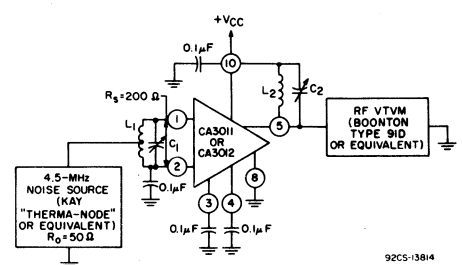 +VCC
0.1μF
10
RS=200 Ω
L2
C2
1
L1
C1
CA3011
OR
CA3012
5
RF VTVM
(BOONTON
TYPE 91D
OR EQUIVALENT)
2
8
4.5-MHz
NOISE SOURCE
(KAY
"THERMA-NODE"
OR EQUIVALENT)
RO=50 Ω
0.1μF
3
4
0.1μF
0.1μF
92CS-13814